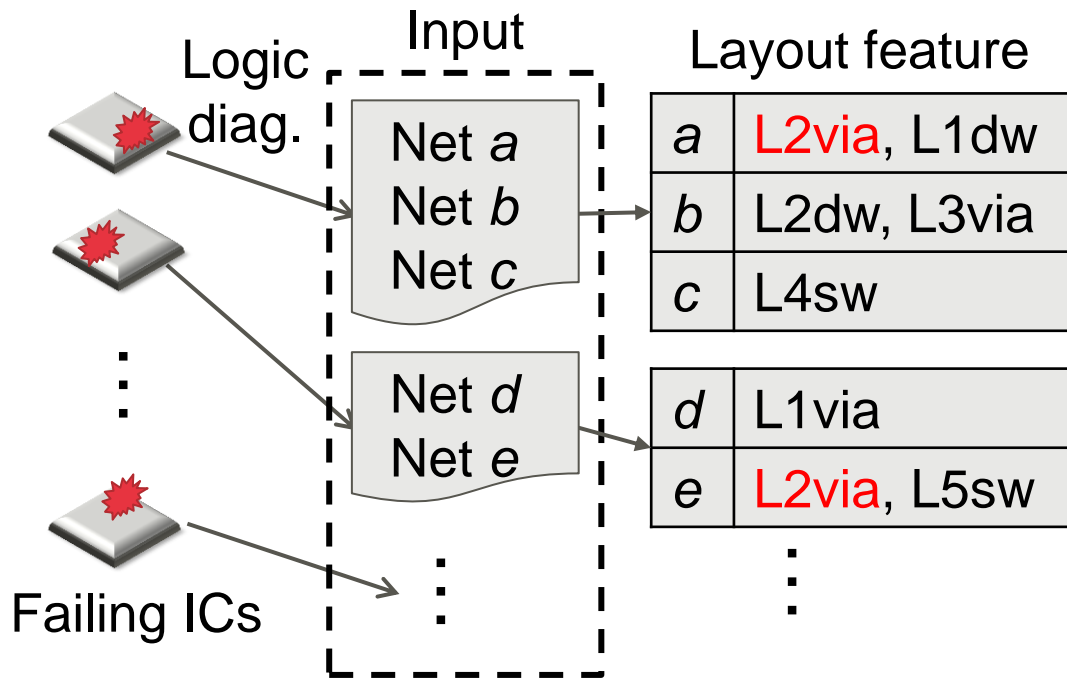 Logic
diag.
Input
Layout feature
Net a
Net b
Net c
a L2via, L1dw
b L2dw, L3via
c L4sw
Net d
Net e
d L1via
e L2via, L5sw
Failing ICs